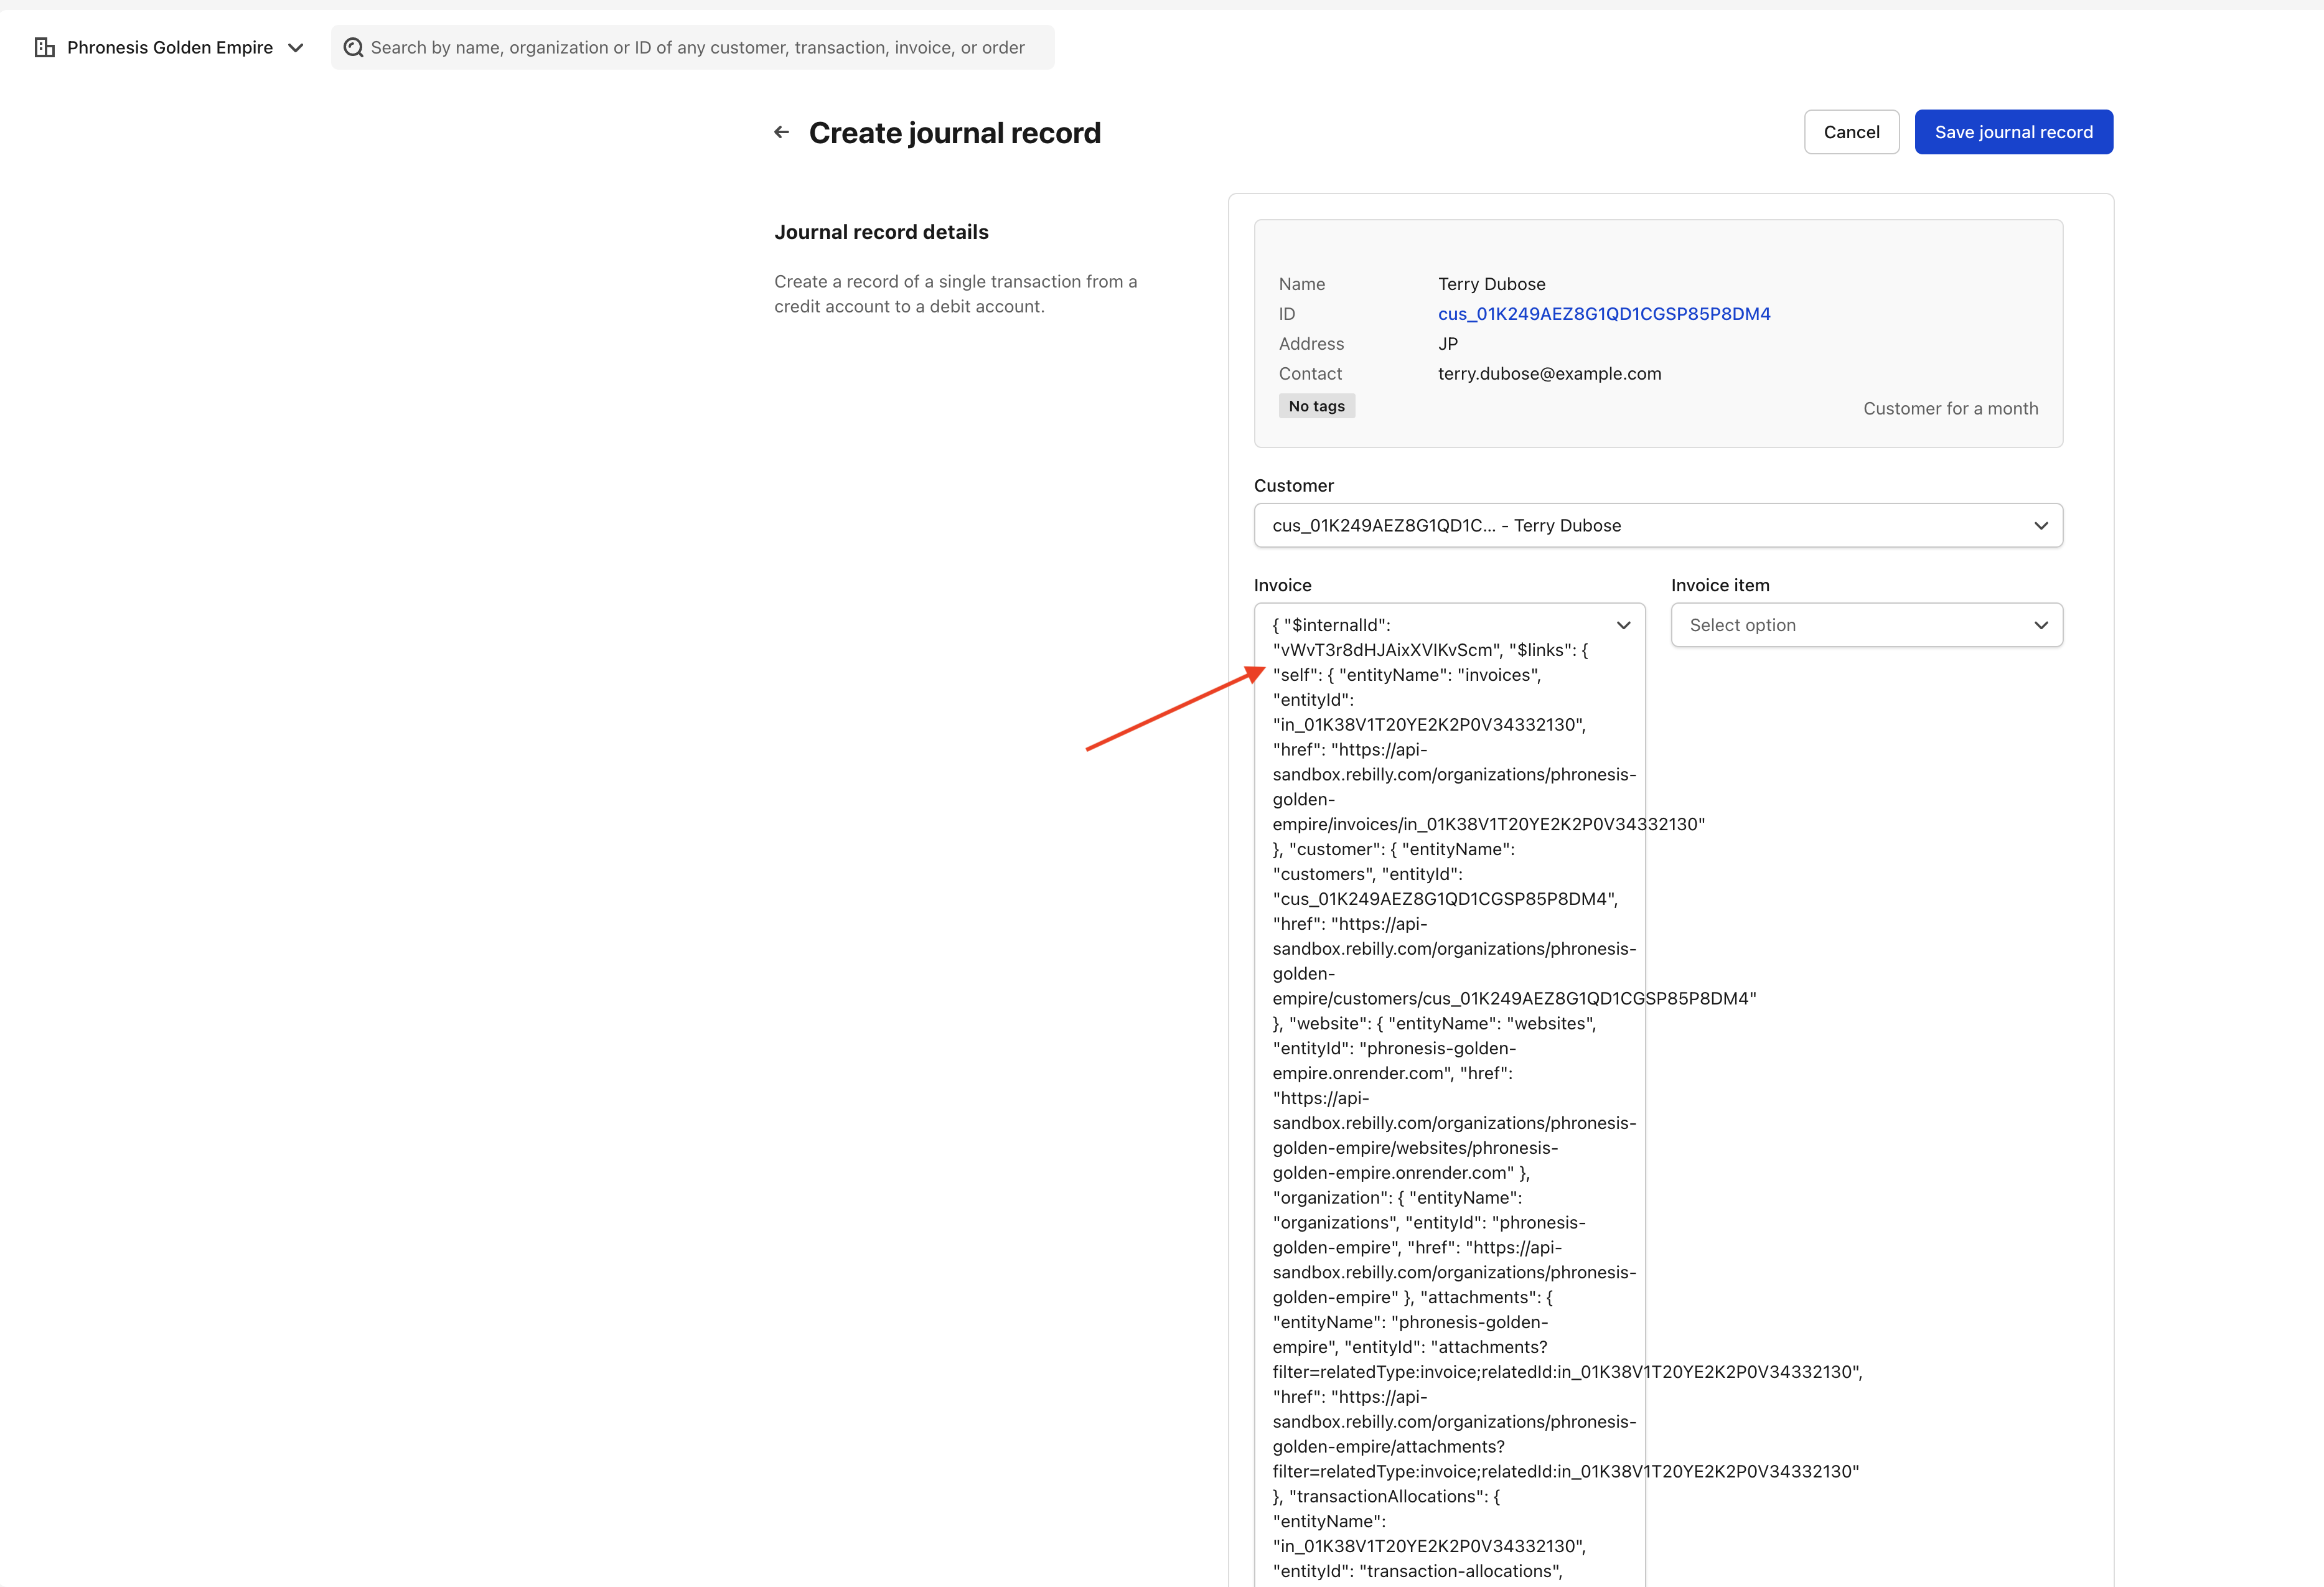 Phronesis Golden Empire
Search by name, organization or ID of any customer, transaction, invoice, or order
Create journal record
Cancel
Save journal record
Journal record details
Create a record of a single transaction from a
credit account to a debit account.
Name Terry Dubose
ID cus_01K249AEZ8G1QD1CGSP85P8DM4
Address JP
Contact terry.dubose@example.com
No tags
Customer for a month
Customer
cus_01K249AEZ8G1QD1C... - Terry Dubose
Invoice
{ "$internalId":
"vWvT3r8dHJAixXVIKvScm", "$links": {
"self": { "entityName": "invoices",
"entityId":
"in_01K38V1T20YE2K2P0V34332130",
"href": "https://api-
sandbox.rebilly.com/organizations/phronesis-
golden-
empire/invoices/in_01K38V1T20YE2K2P0V34332130"
}, "customer": { "entityName":
"customers", "entityId":
"cus_01K249AEZ8G1QD1CGSP85P8DM4",
"href": "https://api-
sandbox.rebilly.com/organizations/phronesis-
golden-
empire/customers/cus_01K249AEZ8G1QD1CGSP85P8DM4"
}, "website": { "entityName": "websites",
"entityId": "phronesis-golden-
empire.onrender.com", "href":
"https://api-
sandbox.rebilly.com/organizations/phronesis-
golden-empire/websites/phronesis-
golden-empire.onrender.com" },
"organization": { "entityName":
"organizations", "entityId": "phronesis-
golden-empire", "href": "https://api-
sandbox.rebilly.com/organizations/phronesis-
golden-empire" }, "attachments": {
"entityName": "phronesis-golden-
empire", "entityId": "attachments?
filter=relatedType:invoice;relatedId:in_01K38V1T20YE2K2P0V34332130",
"href": "https://api-
sandbox.rebilly.com/organizations/phronesis-
golden-empire/attachments?
filter=relatedType:invoice;relatedId:in_01K38V1T20YE2K2P0V34332130"
}, "transactionAllocations": {
"entityName":
"in_01K38V1T20YE2K2P0V34332130",
"entityId": "transaction-allocations",
Invoice item
Select option